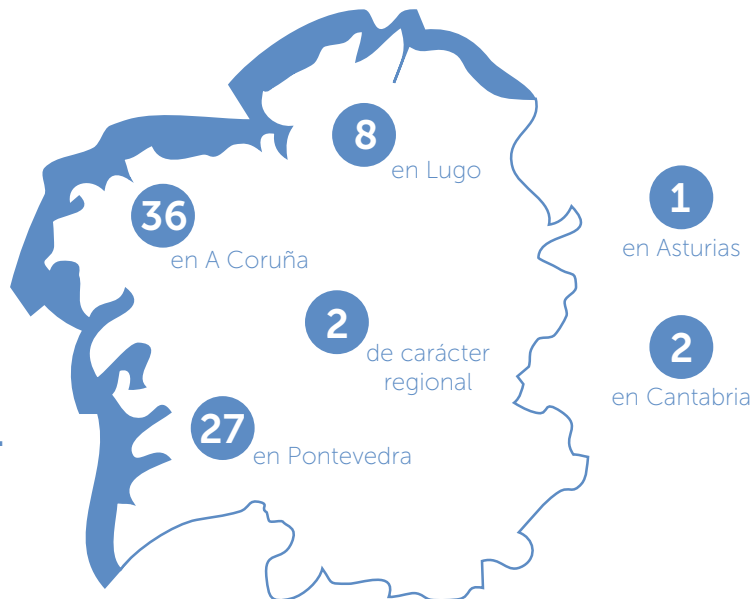 8
en Lugo
36
en A Coruña
1
en Asturias
2
de carácter
regional
2
en Cantabria
27
en Pontevedra